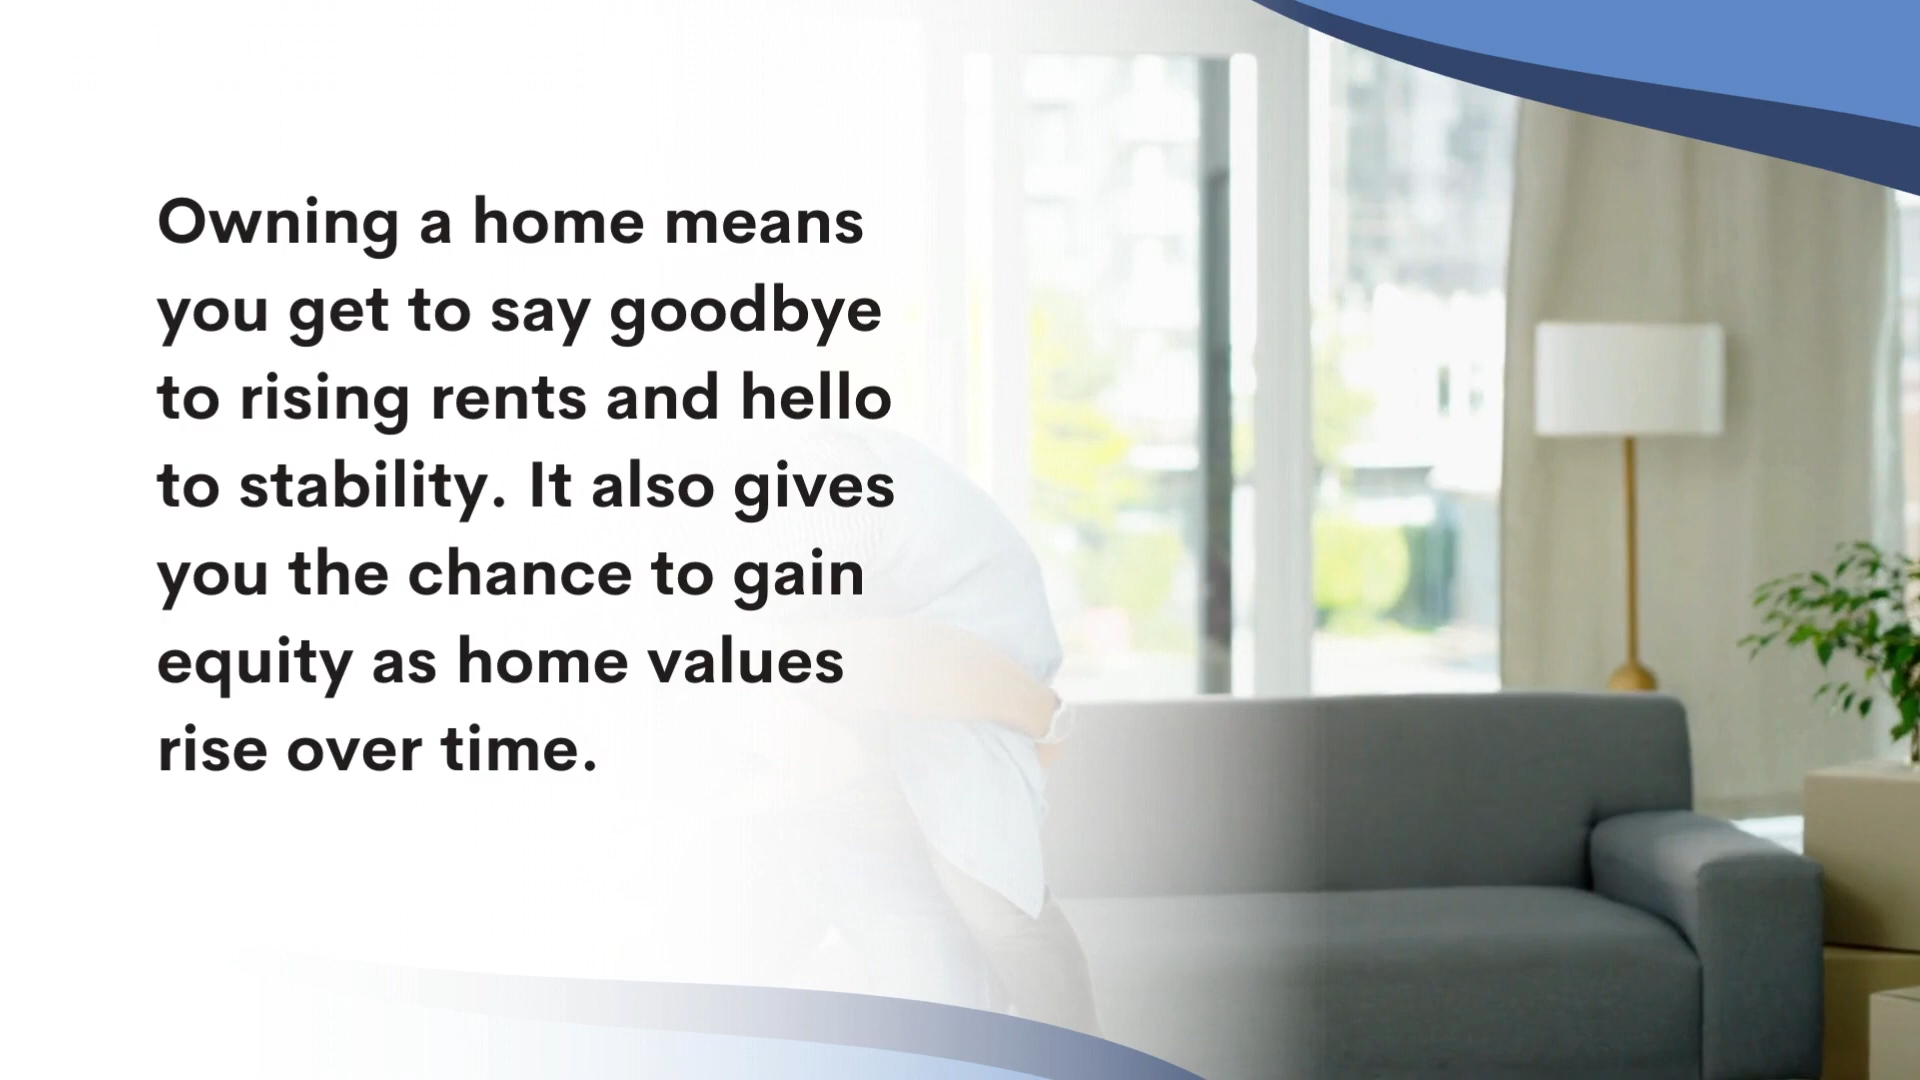 Owning a home means
you get to say goodbye
to rising rents and hello
to stability. It also gives
you the chance to gain
equity as home values
rise over time.